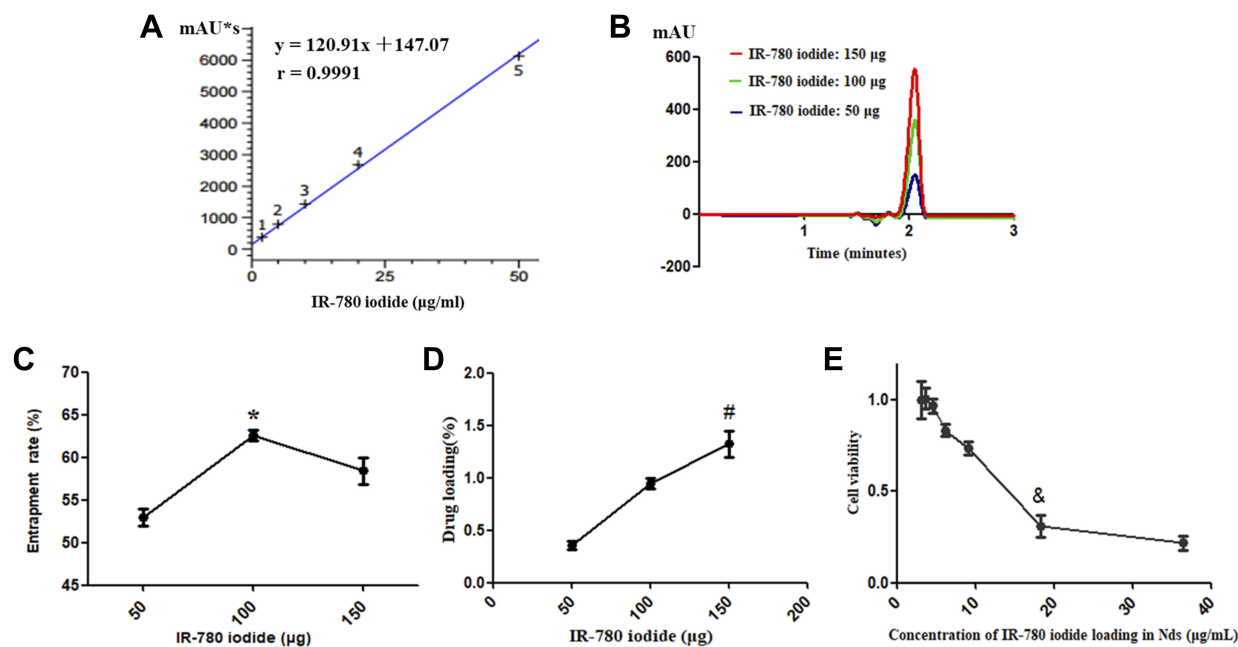 A
mAU*s
y = 120.91x +147.07
r = 0.9991
6000
7000
6000
5000
4000
3000
2000
1000
0
1
2
3
4
5
0
25
50
IR-780 iodide (μg/ml)
B
mAU
IR-780 iodide: 150 μg
IR-780 iodide: 100 μg
IR-780 iodide: 50 μg
600
400
200
0
-200
1
2
3
Time (minutes)
C
Entrapment rate (%)
70
65
60
55
50
45
*
50
100
150
IR-780 iodide (μg)
D
Drug loading(%)
2.0
1.5
1.0
0.5
0.0
#
0
50
100
150
200
IR-780 iodide (μg)
E
Cell viability
1.0
0.5
0.0
&
0
10
20
30
40
Concentration of IR-780 iodide loading in Nds (μg/mL)